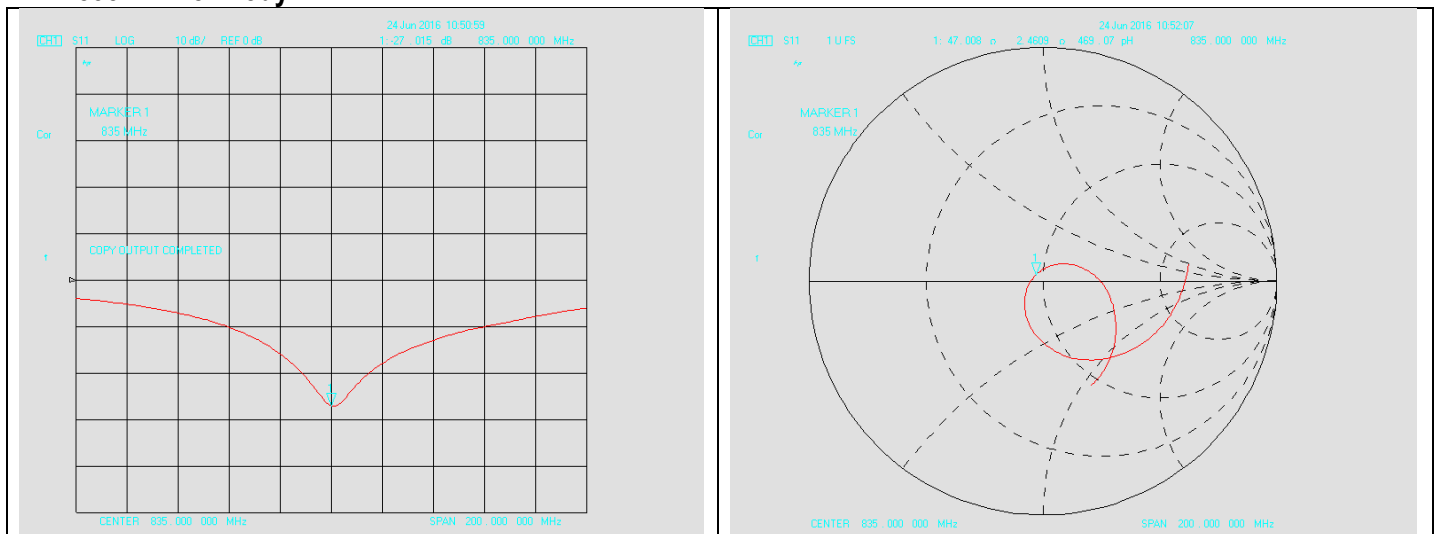 24 Jun 2016 10:50:59
CH1 S11 LOG 10 dB/ REF 0 dB 1:-27.015 dB 835.000 000 MHz
MARKER 1
835 MHz
Cor
COPY OUTPUT COMPLETED
↑
1
CENTER 835.000 000 MHz SPAN 200.000 000 MHz
24 Jun 2016 10:52:07
CH1 S11 1 U FS 1: 47.008 Ω 2.4609 Ω 469.07 pH 835.000 000 MHz
MARKER 1
835 MHz
Cor
↑
1
CENTER 835.000 000 MHz SPAN 200.000 000 MHz